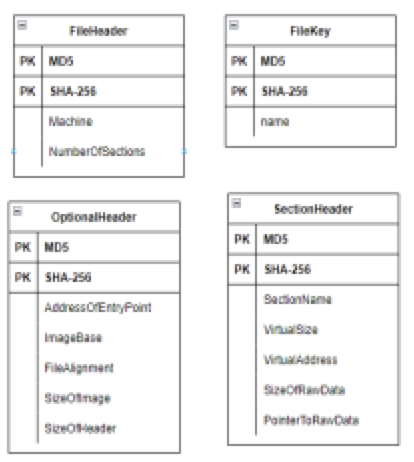 FileHeader
PK MD5
PK SHA-256
Machine
NumberOfSections
FileKey
PK MD5
PK SHA-256
name
OptionalHeader
PK MD5
PK SHA-256
AddressOfEntryPoint
ImageBase
FileAlignment
SizeOfImage
SizeOfHeader
SectionHeader
PK MD5
PK SHA-256
SectionName
VirtualSize
VirtualAddress
SizeOfRawData
PointerToRawData